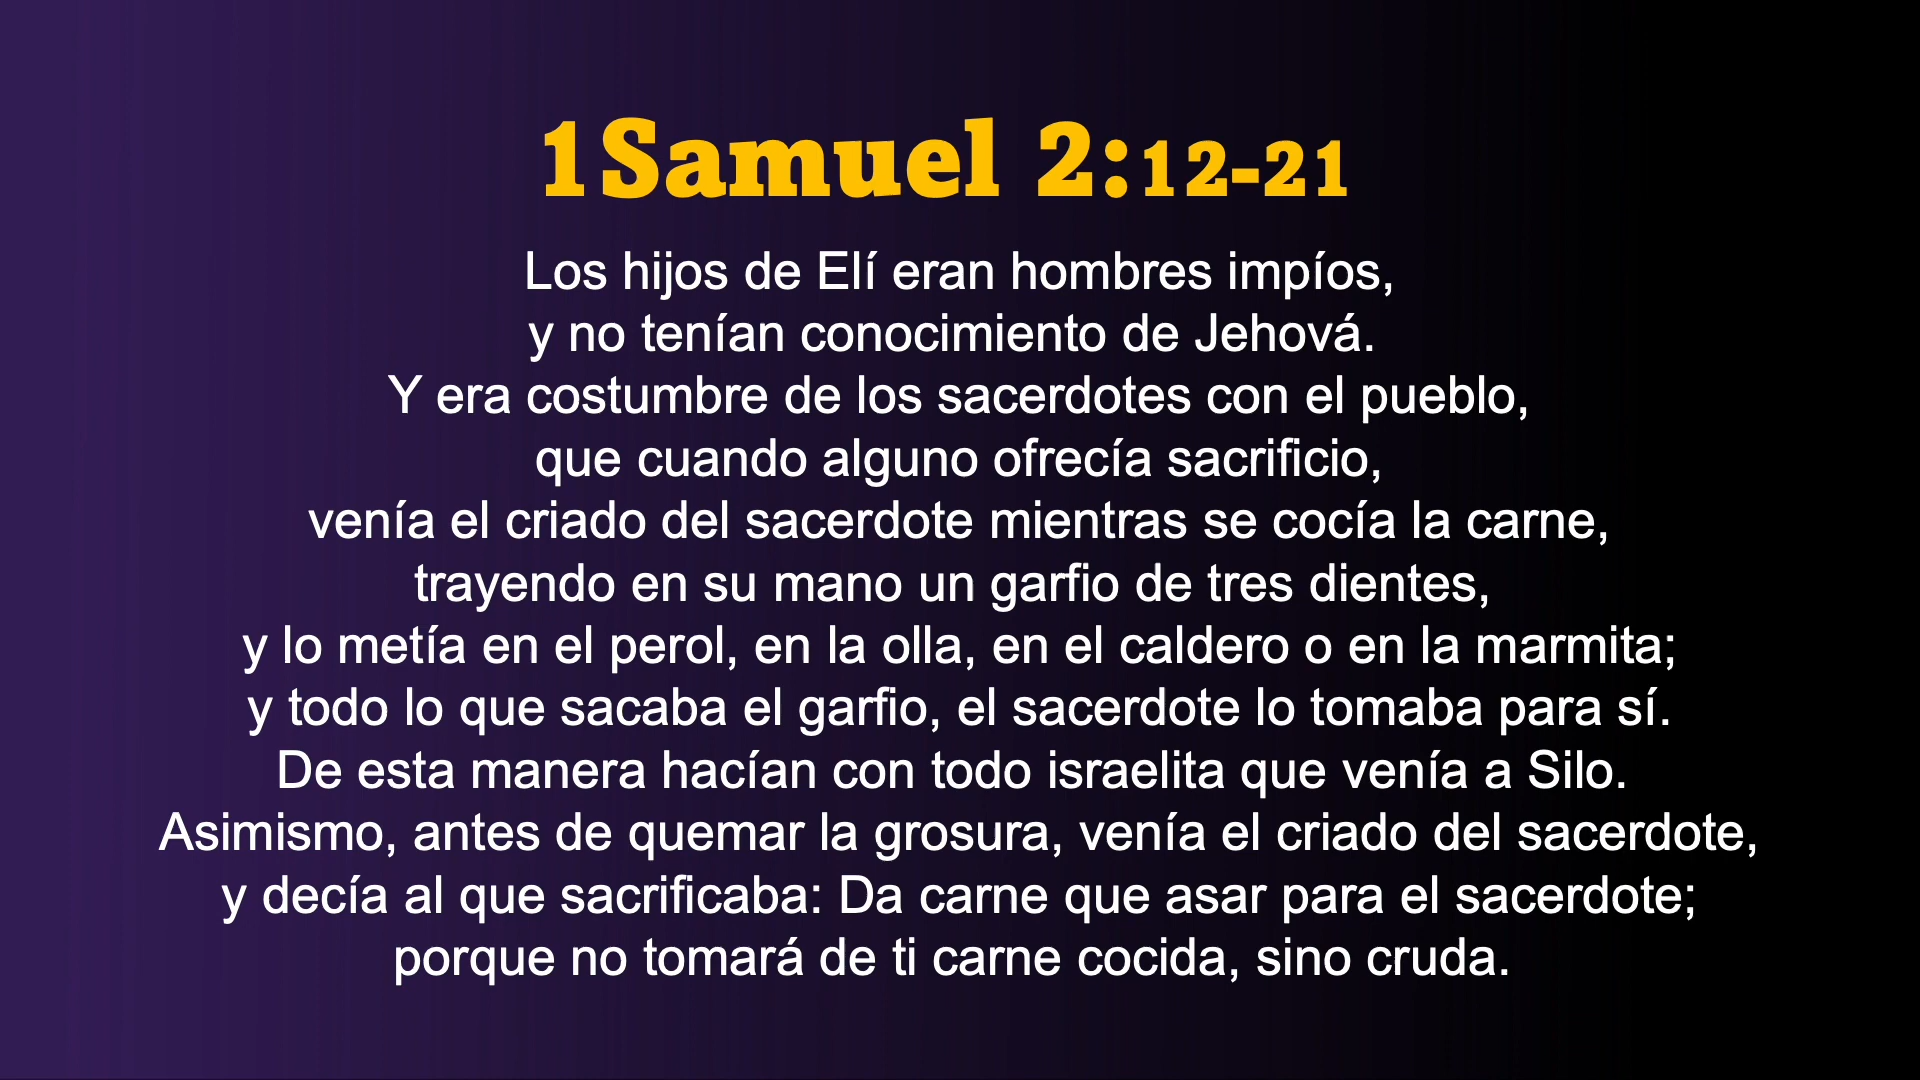 1Samuel 2:12-21
Los hijos de Elí eran hombres impíos,
y no tenían conocimiento de Jehová.
Y era costumbre de los sacerdotes con el pueblo,
que cuando alguno ofrecía sacrificio,
venía el criado del sacerdote mientras se cocía la carne,
trayendo en su mano un garfio de tres dientes,
y lo metía en el perol, en la olla, en el caldero o en la marmita;
y todo lo que sacaba el garfio, el sacerdote lo tomaba para sí.
De esta manera hacían con todo israelita que venía a Silo.
Asimismo, antes de quemar la grosura, venía el criado del sacerdote,
y decía al que sacrificaba: Da carne que asar para el sacerdote;
porque no tomará de ti carne cocida, sino cruda.